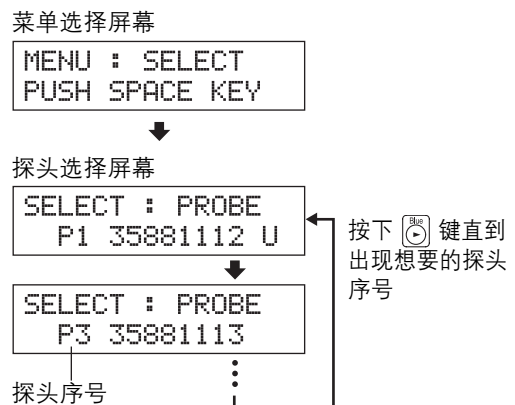 菜单选择屏幕
MENU : SELECT
PUSH SPACE KEY
探头选择屏幕
SELECT : PROBE
P1 35881112 U
按下 Blue 键直到
出现想要的探头
序号
SELECT : PROBE
P3 35881113
探头序号